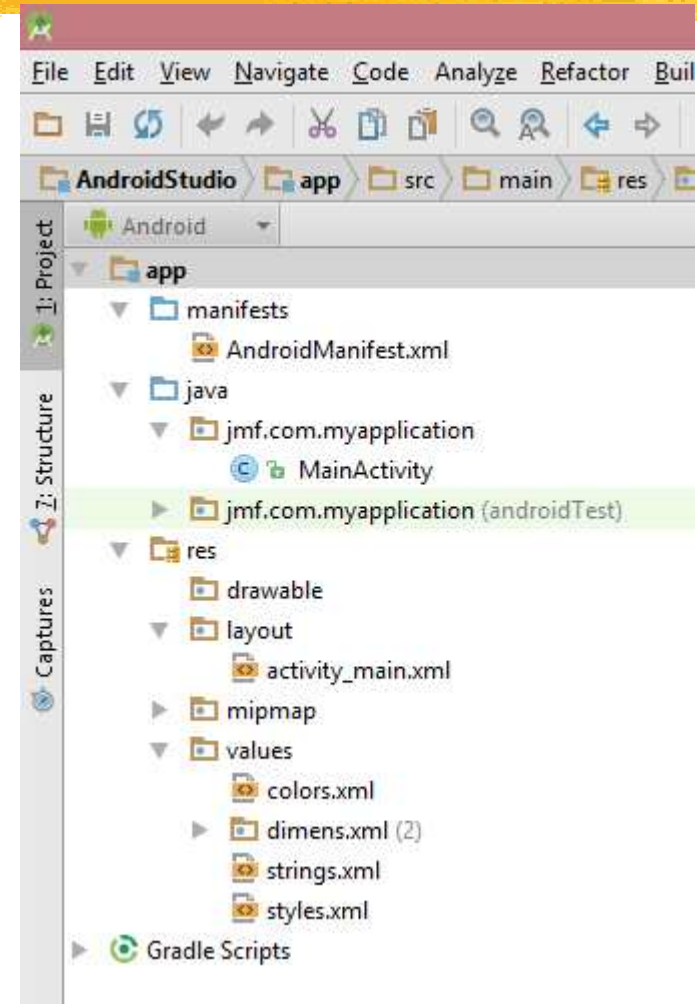 File Edit View Navigate Code Analyze Refactor Buil
AndroidStudio app src main res
1: Project
7: Structure
Captures
Android
app
manifests
AndroidManifest.xml
java
jmf.com.myapplication
MainActivity
jmf.com.myapplication (androidTest)
res
drawable
layout
activity_main.xml
mipmap
values
colors.xml
dimens.xml (2)
strings.xml
styles.xml
Gradle Scripts